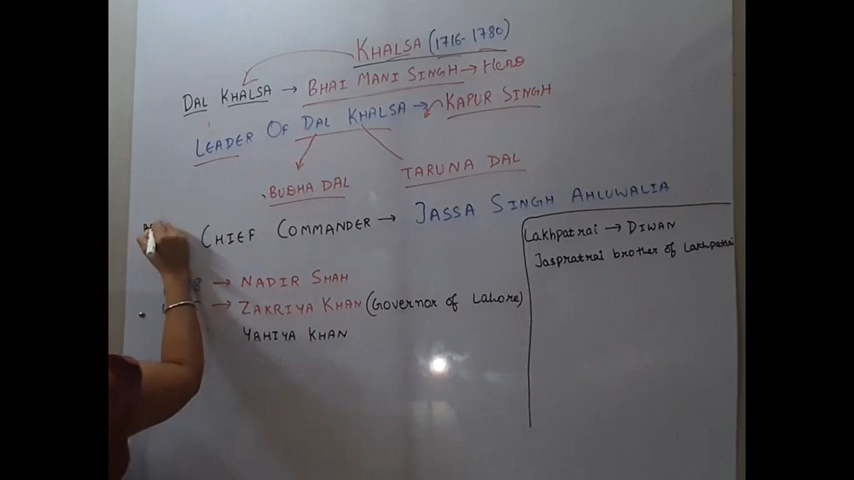 KHALSA (1716-1780)
DAL KHALSA → BHAI MANI SINGH → Head
LEADER OF DAL KHALSA → KAPUR SINGH
BUDHA DAL
TARUNA DAL
CHIEF COMMANDER → JASSA SINGH AHLUWALIA
Lakhpatrai → DIWAN
Jaspratrai brother of Lakhpatrai
→ NADIR SHAH
→ ZAKRIYA KHAN (Governor of Lahore)
YAHIYA KHAN